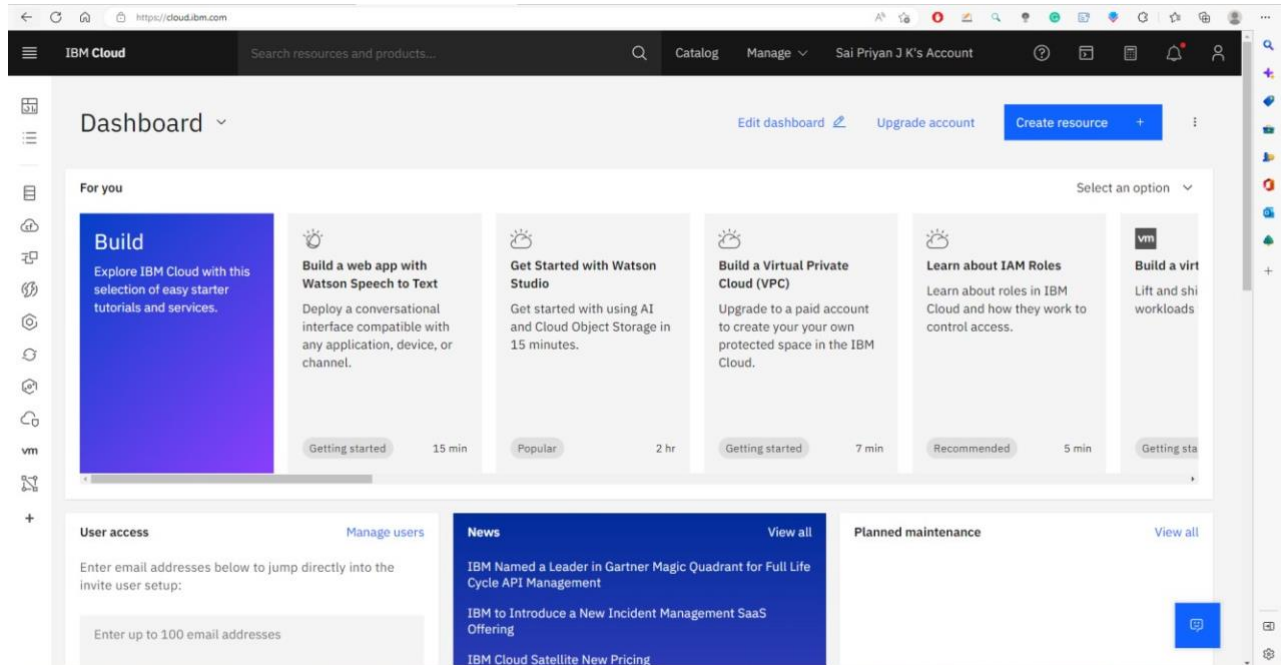 https://cloud.ibm.com
IBM Cloud
Search resources and products...
Catalog
Manage
Sai Priyan J K's Account
Dashboard
Edit dashboard
Upgrade account
Create resource +
For you
Select an option
Build
Explore IBM Cloud with this
selection of easy starter
tutorials and services.
Build a web app with
Watson Speech to Text
Deploy a conversational
interface compatible with
any application, device, or
channel.
Getting started
15 min
Get Started with Watson
Studio
Get started with using AI
and Cloud Object Storage in
15 minutes.
Popular
2 hr
Build a Virtual Private
Cloud (VPC)
Upgrade to a paid account
to create your your own
protected space in the IBM
Cloud.
Getting started
7 min
Learn about IAM Roles
Learn about roles in IBM
Cloud and how they work to
control access.
Recommended
5 min
vm
Build a virt
Lift and shi
workloads
Getting sta
vm
User access
Manage users
Enter email addresses below to jump directly into the
invite user setup:
Enter up to 100 email addresses
News
View all
IBM Named a Leader in Gartner Magic Quadrant for Full Life
Cycle API Management
IBM to Introduce a New Incident Management SaaS
Offering
IBM Cloud Satellite New Pricing
Planned maintenance
View all